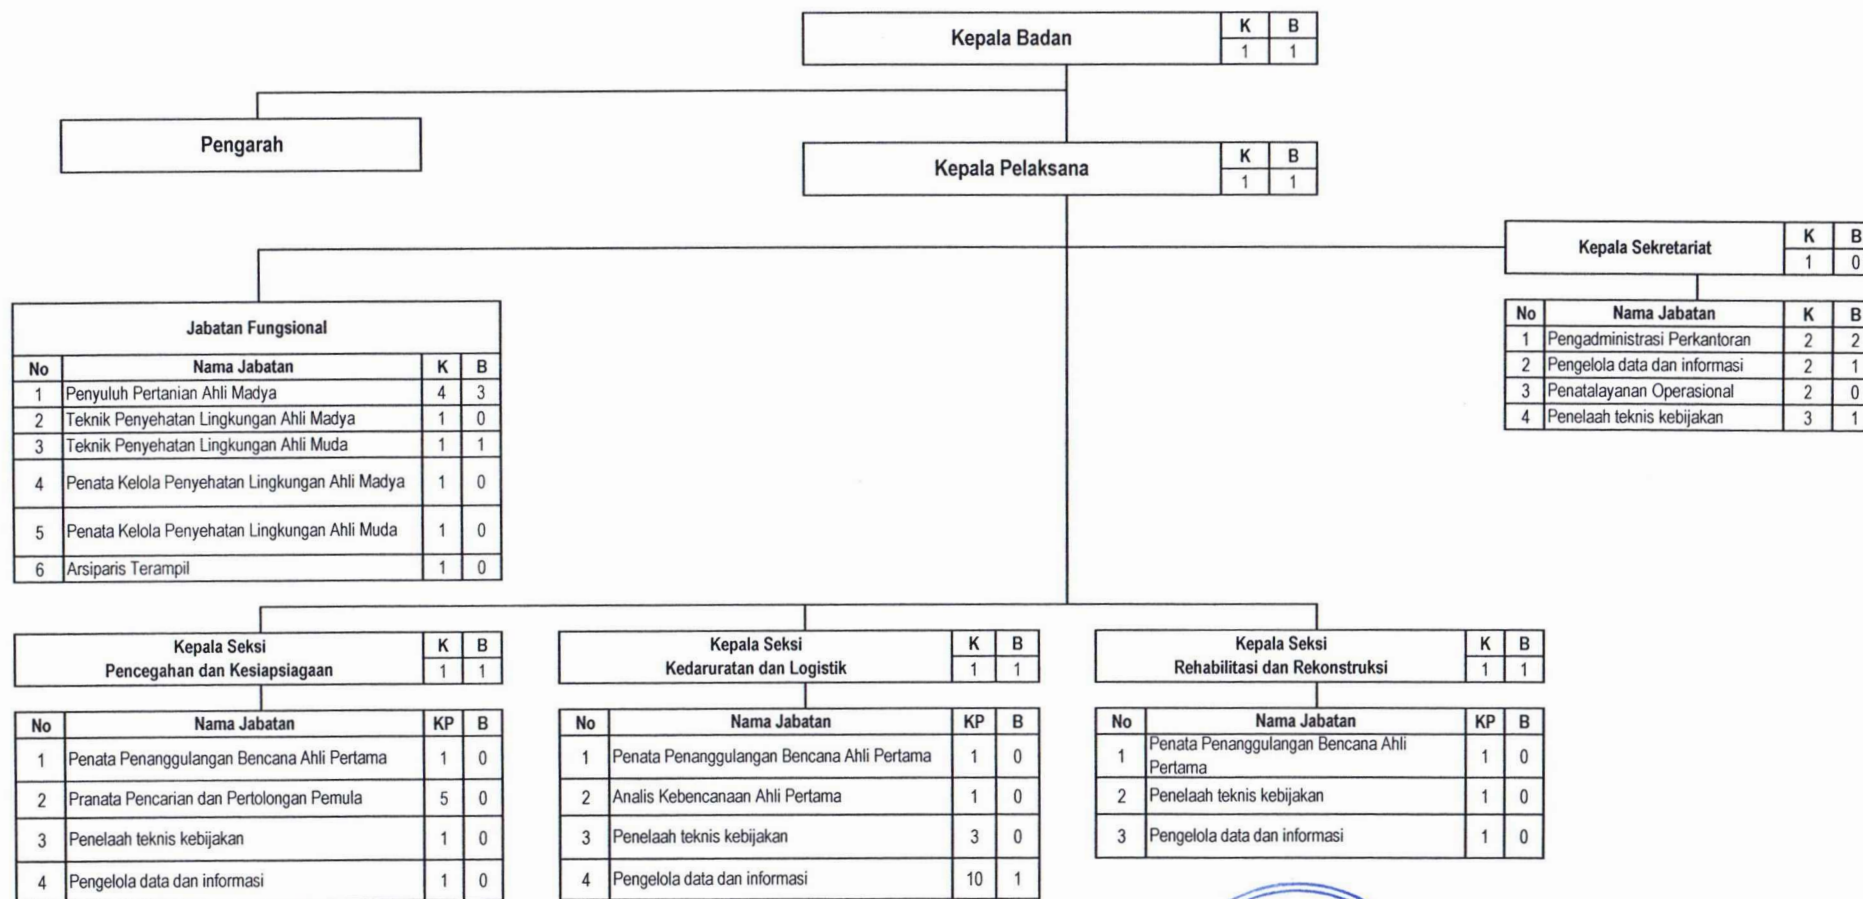 Kepala Badan K B
1 1
Pengarah
Kepala Pelaksana K B
1 1
Kepala Sekretariat K B
1 0
No Nama Jabatan K B
1 Pengadministrasi Perkantoran 2 2
2 Pengelola data dan informasi 2 1
3 Penatalayanan Operasional 2 0
4 Penelaah teknis kebijakan 3 1
Jabatan Fungsional
No Nama Jabatan K B
1 Penyuluh Pertanian Ahli Madya 4 3
2 Teknik Penyehatan Lingkungan Ahli Madya 1 0
3 Teknik Penyehatan Lingkungan Ahli Muda 1 1
4 Penata Kelola Penyehatan Lingkungan Ahli Madya 1 0
5 Penata Kelola Penyehatan Lingkungan Ahli Muda 1 0
6 Arsiparis Terampil 1 0
Kepala Seksi K B
Pencegahan dan Kesiapsiagaan 1 1
No Nama Jabatan KP B
1 Penata Penanggulangan Bencana Ahli Pertama 1 0
2 Pranata Pencarian dan Pertolongan Pemula 5 0
3 Penelaah teknis kebijakan 1 0
4 Pengelola data dan informasi 1 0
Kepala Seksi K B
Kedaruratan dan Logistik 1 1
No Nama Jabatan KP B
1 Penata Penanggulangan Bencana Ahli Pertama 1 0
2 Analis Kebencanaan Ahli Pertama 1 0
3 Penelaah teknis kebijakan 3 0
4 Pengelola data dan informasi 10 1
Kepala Seksi K B
Rehabilitasi dan Rekonstruksi 1 1
No Nama Jabatan KP B
1 Penata Penanggulangan Bencana Ahli
Pertama 1 0
2 Penelaah teknis kebijakan 1 0
3 Pengelola data dan informasi 1 0